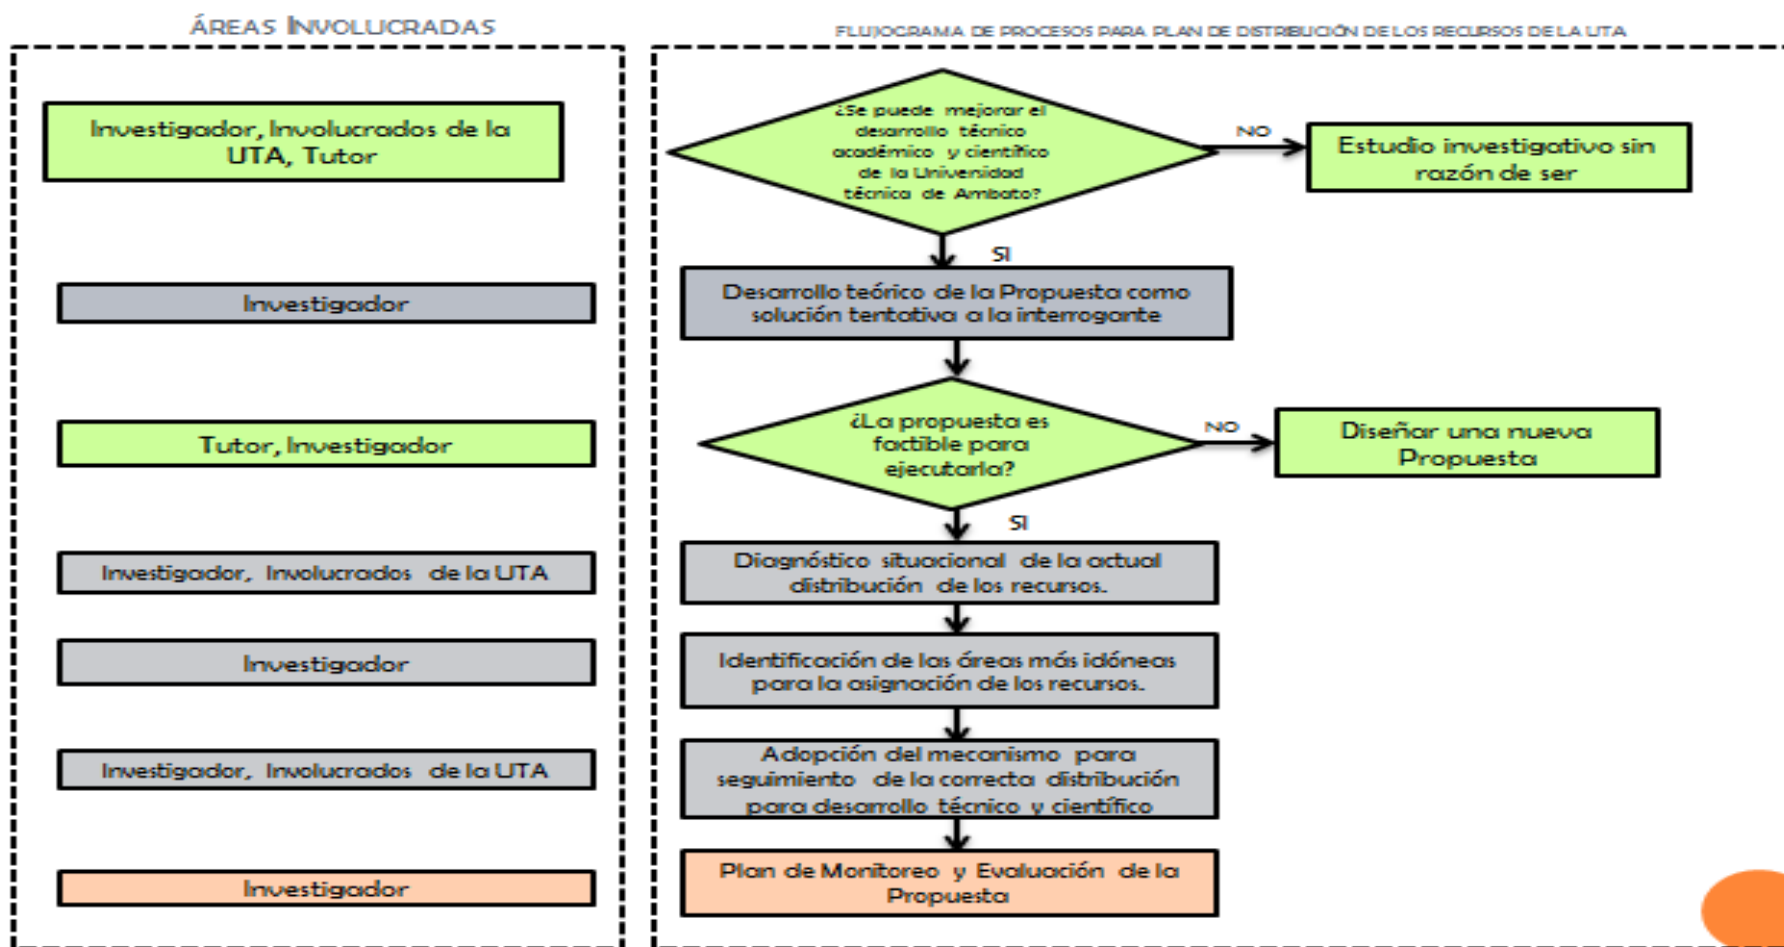 ÁREAS INVOLUCRADAS
Investigador, Involucrados de la
UTA, Tutor
Investigador
Tutor, Investigador
Investigador, Involucrados de la UTA
Investigador
Investigador, Involucrados de la UTA
Investigador
FLUJOGRAMA DE PROCESOS PARA PLAN DE DISTRIBUCIÓN DE LOS RECURSOS DE LA UTA
¿Se puede mejorar el
desarrollo técnico
académico y científico
de la Universidad
técnica de Ambato?
NO
Estudio investigativo sin
razón de ser
SI
Desarrollo teórico de la Propuesta como
solución tentativa a la interrogante
¿La propuesta es
factible para
ejecutarla?
NO
Diseñar una nueva
Propuesta
SI
Diagnóstico situacional de la actual
distribución de los recursos.
Identificación de las áreas más idóneas
para la asignación de los recursos.
Adopción del mecanismo para
seguimiento de la correcta distribución
para desarrollo técnico y científico
Plan de Monitoreo y Evaluación de la
Propuesta